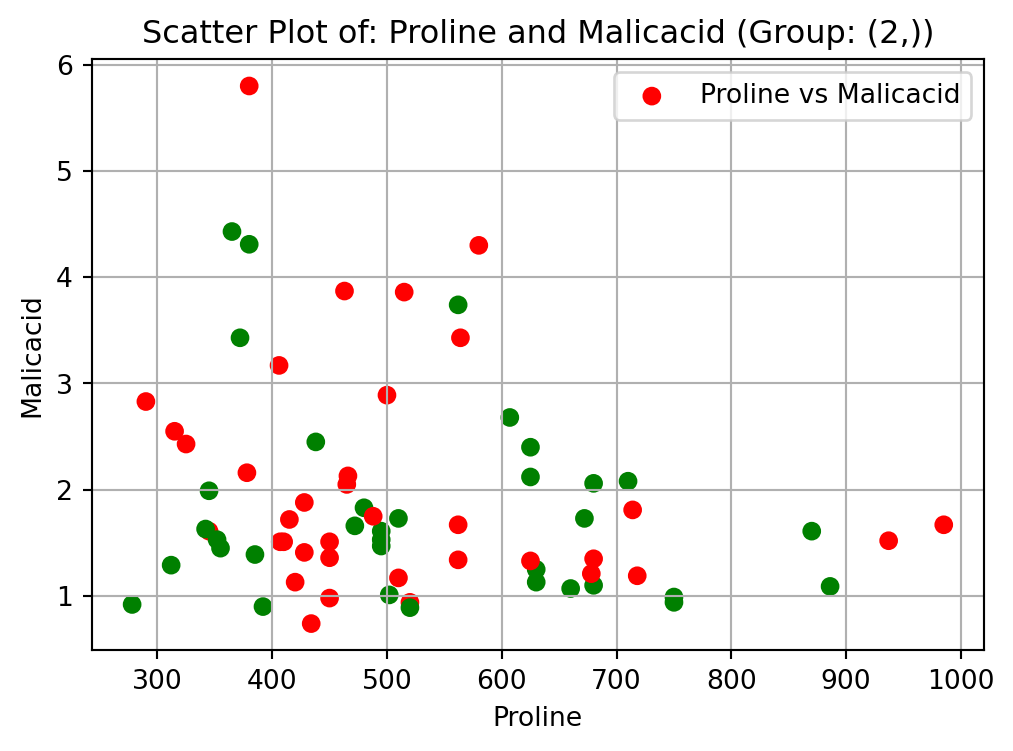 Scatter Plot of: Proline and Malicacid (Group: (2,))
Proline vs Malicacid
6
5
4
3
2
1
Malicacid
300 400 500 600 700 800 900 1000
Proline